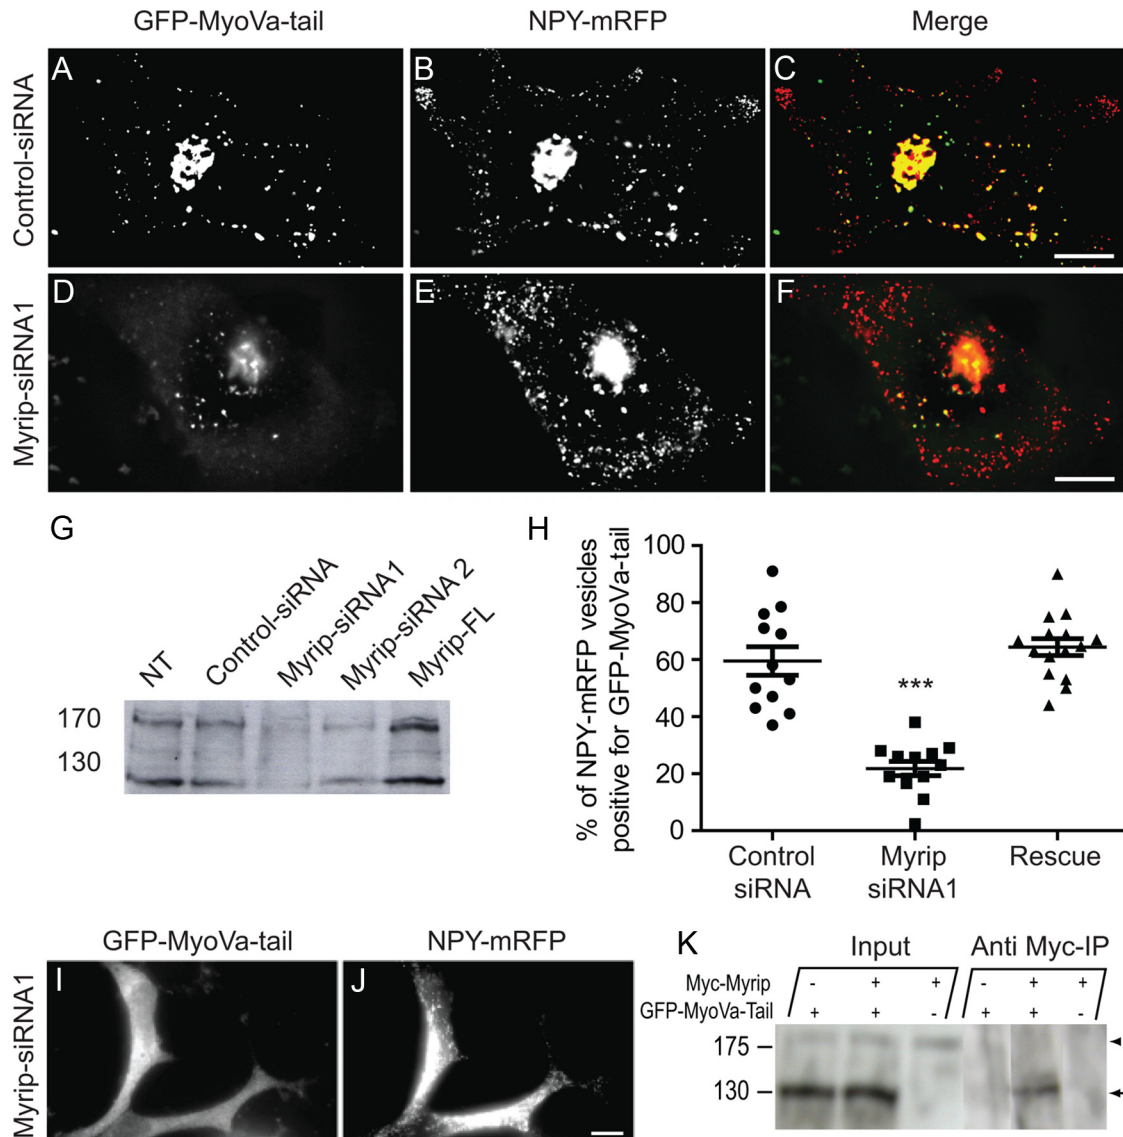 GFP-MyoVa-tail NPY-mRFP Merge
Control-siRNA
A B C
Myrip-siRNA1
D E F
G
NT Control-siRNA Myrip-siRNA1 Myrip-siRNA 2 Myrip-FL
170
130
H
% of NPY-mRFP vesicles
positive for GFP-MyoVa-tail
100
80
60
40
20
0
***
Control Myrip Rescue
siRNA siRNA1
GFP-MyoVa-tail NPY-mRFP
Myrip-siRNA1
I J
K
Input Anti Myc-IP
Myc-Myrip - + + - + +
GFP-MyoVa-Tail + + - + + -
175
130